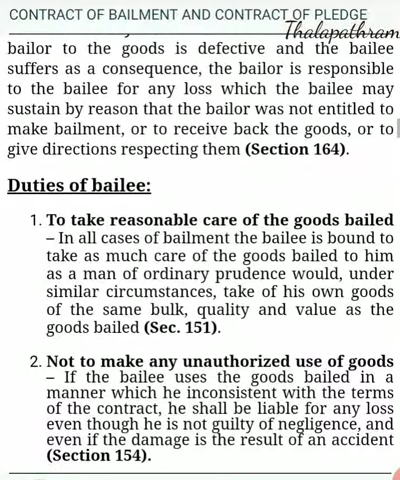 CONTRACT OF BAILMENT AND CONTRACT OF PLEDGE
Thalapathram
bailor to the goods is defective and the bailee
suffers as a consequence, the bailor is responsible
to the bailee for any loss which the bailee may
sustain by reason that the bailor was not entitled to
make bailment, or to receive back the goods, or to
give directions respecting them (Section 164).
Duties of bailee:
1. To take reasonable care of the goods bailed
– In all cases of bailment the bailee is bound to
take as much care of the goods bailed to him
as a man of ordinary prudence would, under
similar circumstances, take of his own goods
of the same bulk, quality and value as the
goods bailed (Sec. 151).
2. Not to make any unauthorized use of goods
– If the bailee uses the goods bailed in a
manner which he inconsistent with the terms
of the contract, he shall be liable for any loss
even though he is not guilty of negligence, and
even if the damage is the result of an accident
(Section 154).